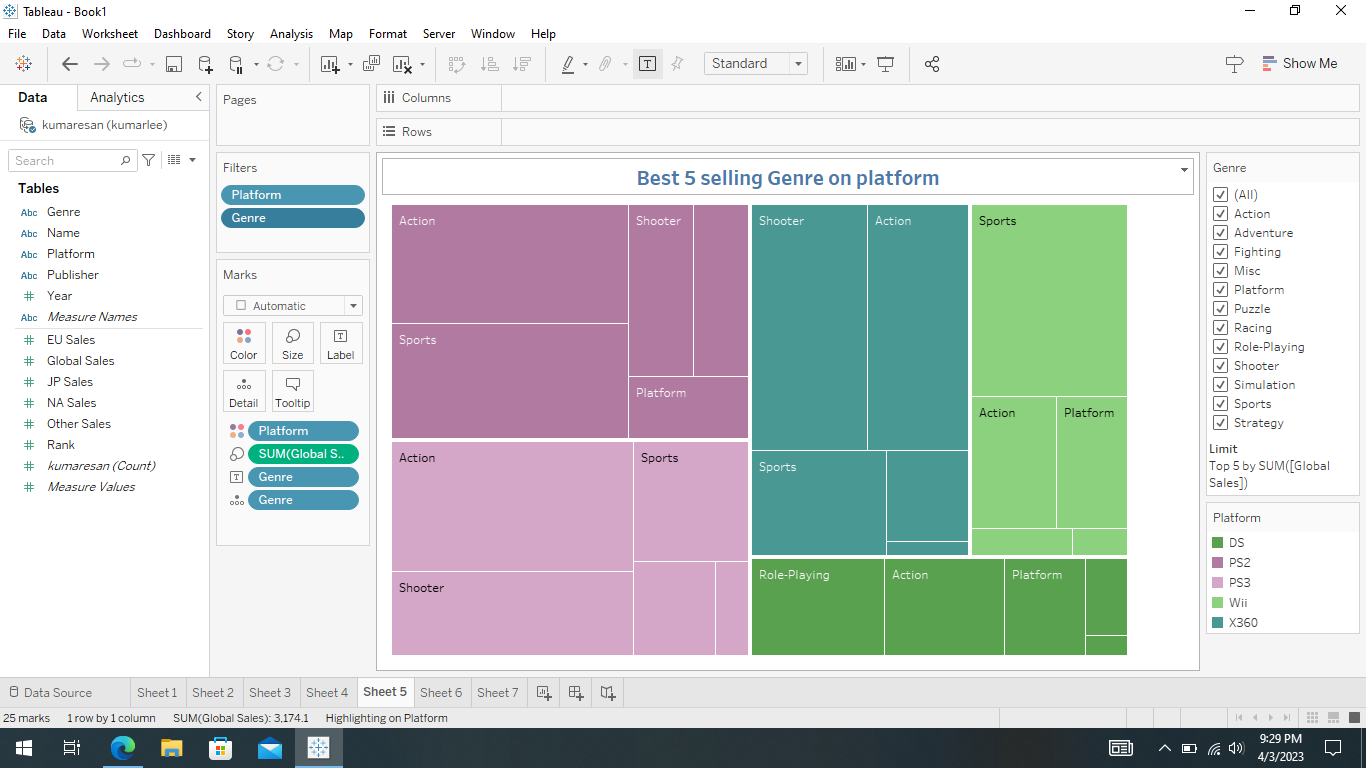 Tableau - Book1
File Data Worksheet Dashboard Story Analysis Map Format Server Window Help
Standard
Show Me
Data Analytics
kumaresan (kumarlee)
Search
Tables
Abc Genre
Abc Name
Abc Platform
Abc Publisher
# Year
Abc Measure Names
# EU Sales
# Global Sales
# JP Sales
# NA Sales
# Other Sales
# Rank
# kumaresan (Count)
# Measure Values
Pages
Filters
Platform
Genre
Marks
Automatic
Color Size Label
Detail Tooltip
Platform
SUM(Global S..
Genre
Genre
Columns
Rows
Best 5 selling Genre on platform
Action
Shooter
Sports
Platform
Action
Sports
Shooter
Shooter
Action
Sports
Sports
Action
Platform
Role-Playing
Action
Platform
Genre
(All)
Action
Adventure
Fighting
Misc
Platform
Puzzle
Racing
Role-Playing
Shooter
Simulation
Sports
Strategy
Limit
Top 5 by SUM([Global
Sales])
Platform
DS
PS2
PS3
Wii
X360
Data Source Sheet 1 Sheet 2 Sheet 3 Sheet 4 Sheet 5 Sheet 6 Sheet 7
25 marks 1 row by 1 column SUM(Global Sales): 3,174.1 Highlighting on Platform
9:29 PM
4/3/2023